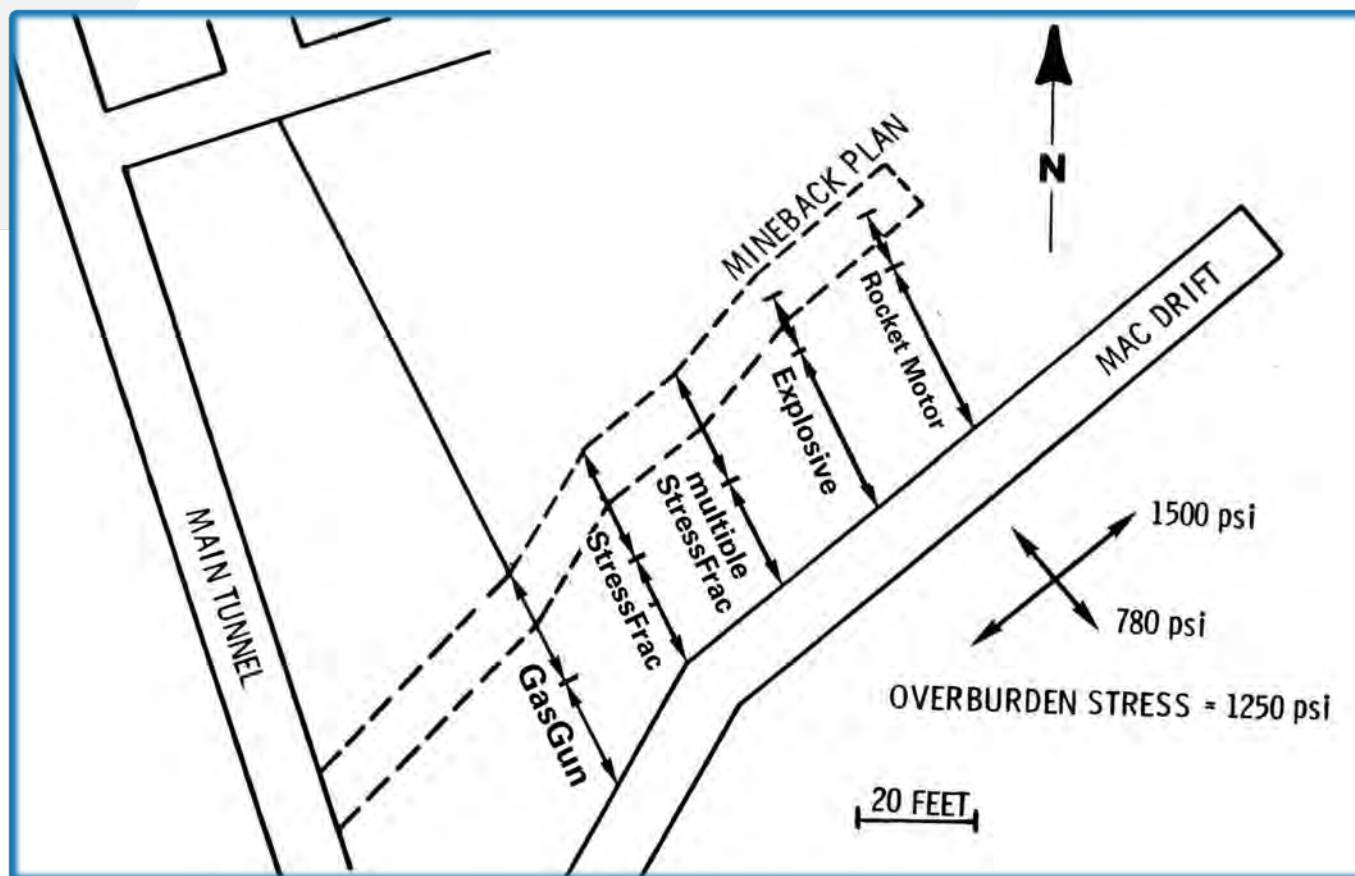 MINEBACK PLAN
N
MAC DRIFT
Rocket Motor
Explosive
multiple
StressFrac
StressFrac
GasGun
MAIN TUNNEL
1500 psi
780 psi
OVERBURDEN STRESS = 1250 psi
20 FEET